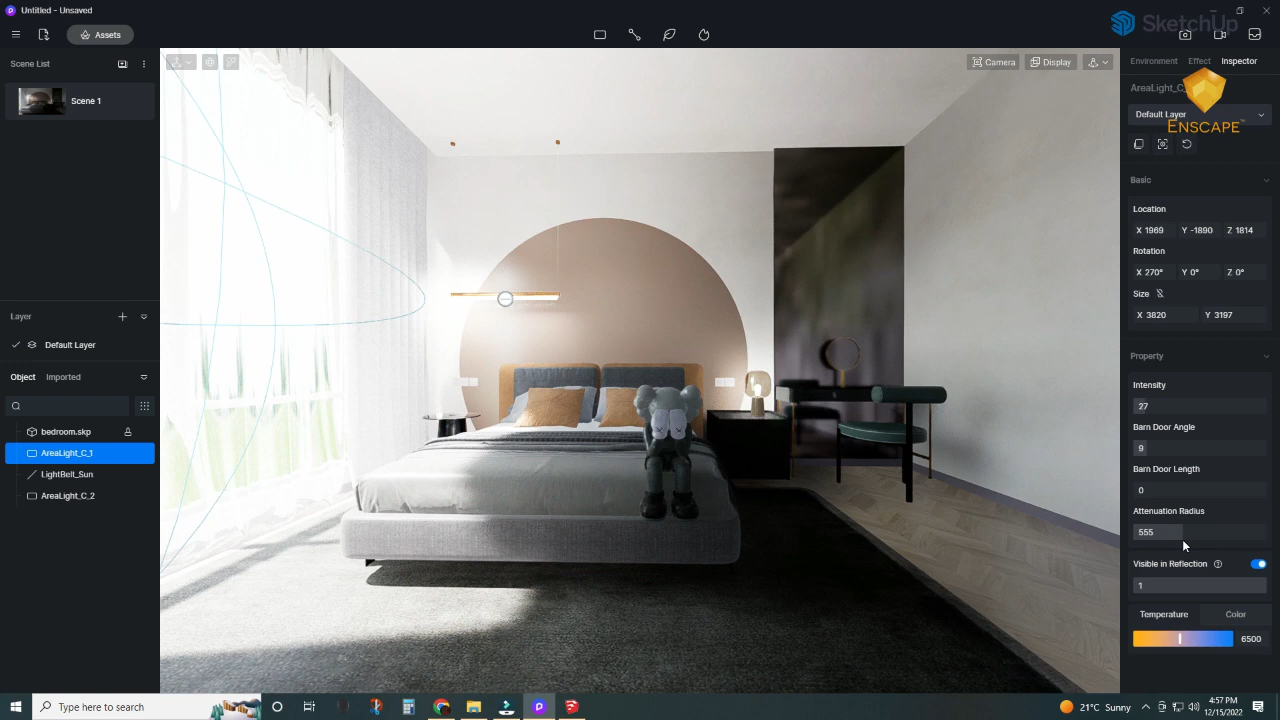 Untitled - Unsaved
Assets
SketchUp
Scene List
Scene 1
Camera
Display
Environment
Effect
Inspector
AreaLight_C_
Default Layer
ENSCAPE™
Basic
Location
X 1969
Y -1890
Z 1814
Rotation
X 270°
Y 0°
Z 0°
Size
X 3820
Y 3197
Property
Intensity
27
Barn Door Angle
9
Barn Door Length
0
Attenuation Radius
555
Visible in Reflection
1
Temperature
Color
6500
Layer
Default Layer
Object
Imported
bedroom.skp
AreaLight_C_1
LightBelt_Sun
AreaLight_C_2
Type here to search
21°C Sunny
4:57 PM
12/15/2022